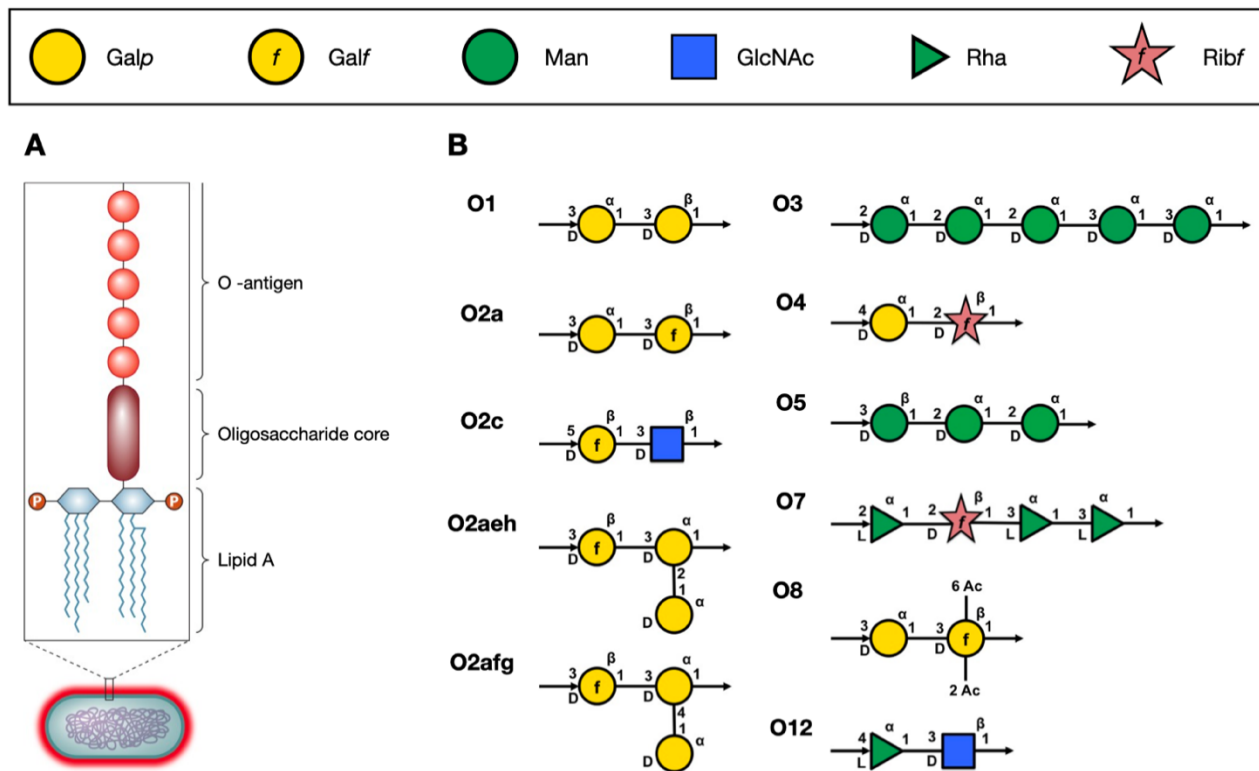 Galp f Galf Man GlcNAc Rha f Ribf
A
O -antigen
Oligosaccharide core
P P
Lipid A
B
O1
3 D α 1 3 D β 1
O2a
3 D α 1 3 D f β 1
O2c
5 D f β 1 3 D β 1
O2aeh
3 D f β 1 3 D α 1
2
1
D α
O2afg
3 D f β 1 3 D α 1
4
1
D α
O3
2 D α 1 2 D α 1 2 D α 1 3 D α 1 3 D α 1
O4
4 D α 1 2 D f β 1
O5
3 D β 1 2 D α 1 2 D α 1
O7
2 L α 1 2 D f β 1 3 L α 1 3 L α 1
O8
6 Ac
3 D α 1 3 D f β 1
2 Ac
O12
4 L α 1 3 D β 1